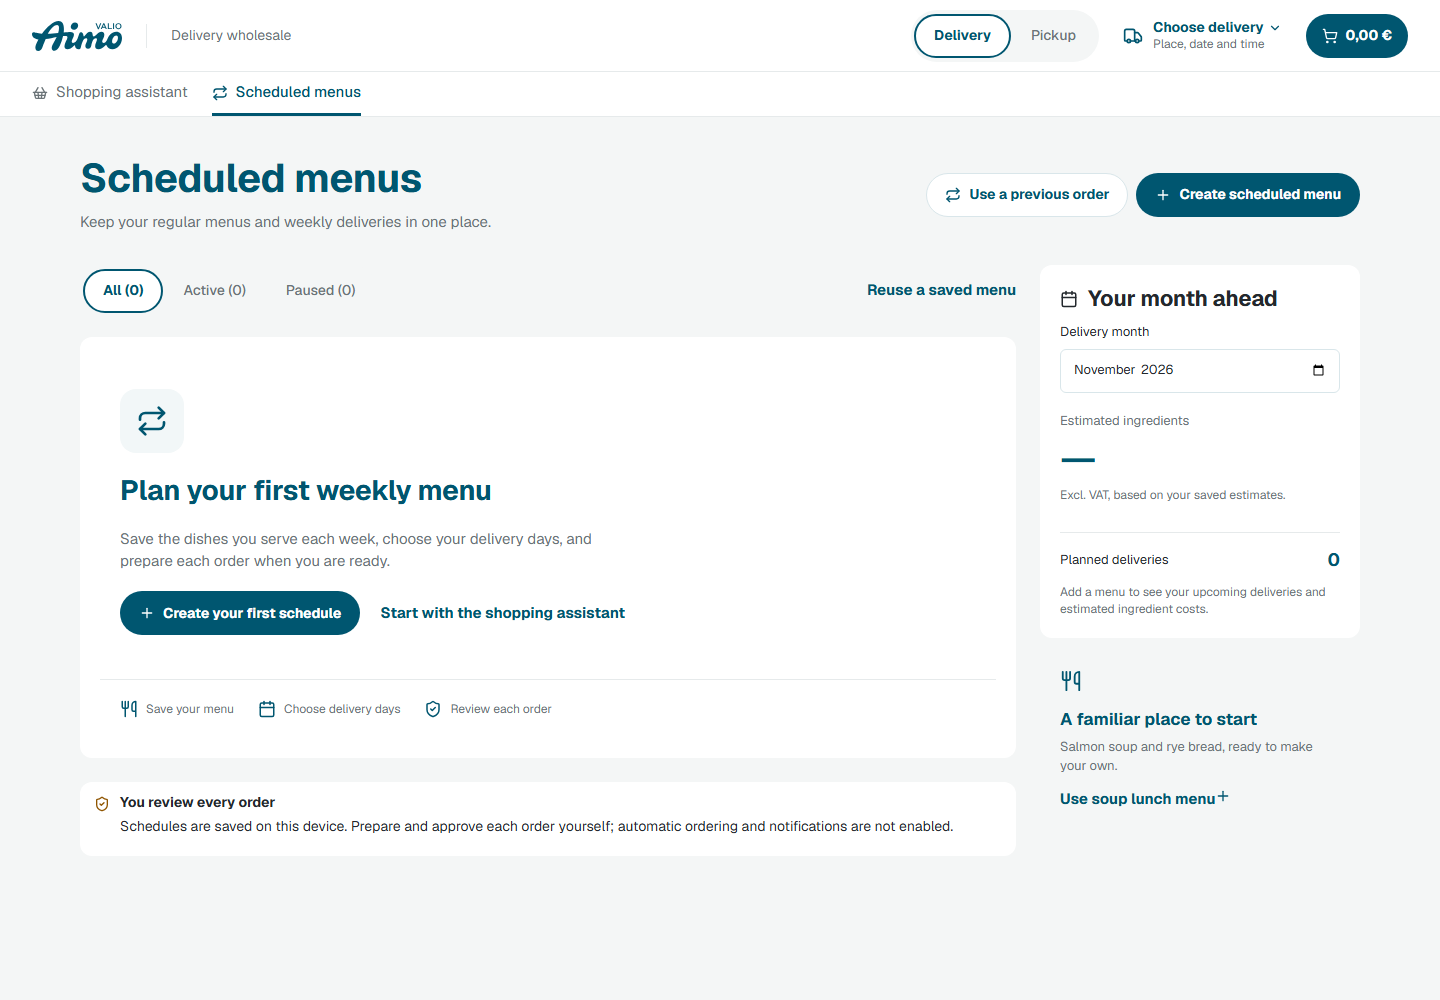 VALIO
Aimo
Delivery wholesale
Delivery
Pickup
Choose delivery
Place, date and time
0,00 €
Shopping assistant
Scheduled menus
Scheduled menus
Keep your regular menus and weekly deliveries in one place.
Use a previous order
Create scheduled menu
All (0)
Active (0)
Paused (0)
Reuse a saved menu
Plan your first weekly menu
Save the dishes you serve each week, choose your delivery days, and
prepare each order when you are ready.
Create your first schedule
Start with the shopping assistant
Save your menu
Choose delivery days
Review each order
You review every order
Schedules are saved on this device. Prepare and approve each order yourself; automatic ordering and notifications are not enabled.
Your month ahead
Delivery month
November 2026
Estimated ingredients
—
Excl. VAT, based on your saved estimates.
Planned deliveries
0
Add a menu to see your upcoming deliveries and
estimated ingredient costs.
A familiar place to start
Salmon soup and rye bread, ready to make
your own.
Use soup lunch menu